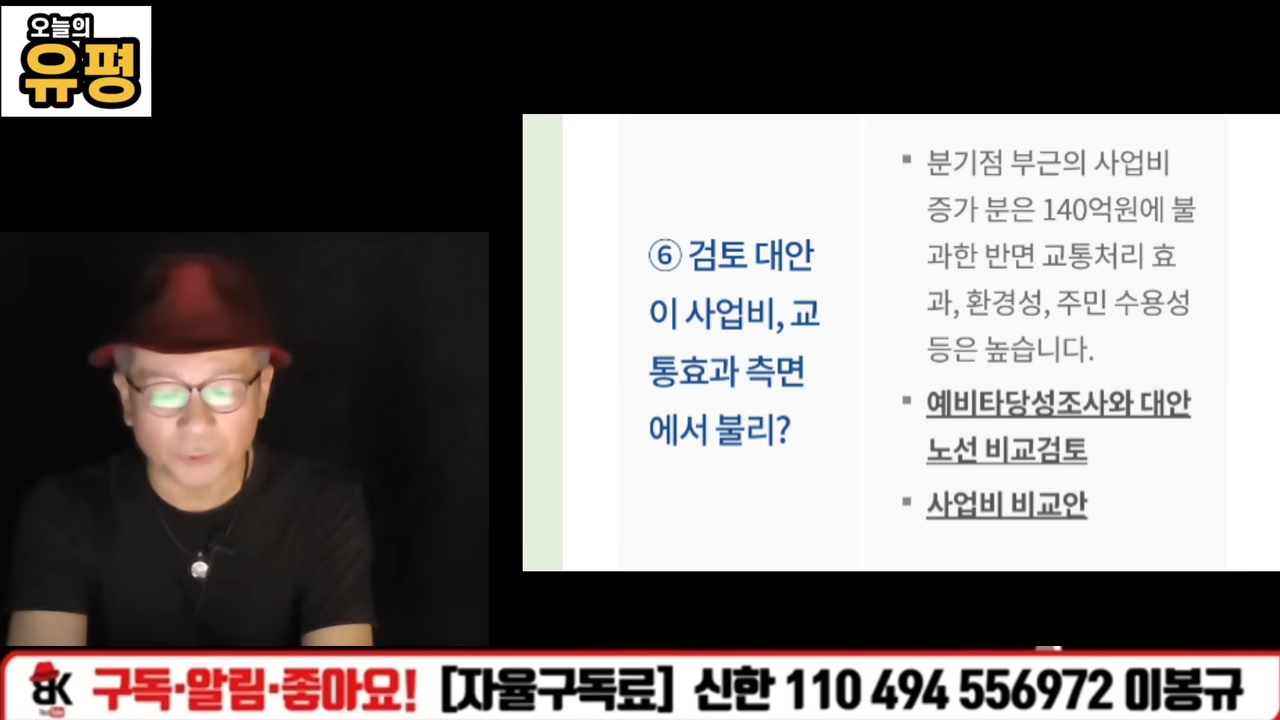 오늘의
유평
⑥ 검토 대안
이 사업비, 교
통효과 측면
에서 불리?
▪ 분기점 부근의 사업비
증가 분은 140억원에 불
과한 반면 교통처리 효
과, 환경성, 주민 수용성
등은 높습니다.
▪ 예비타당성조사와 대안
노선 비교검토
▪ 사업비 비교안
BK 구독·알림·좋아요! [자율구독료] 신한 110 494 556972 이봉규